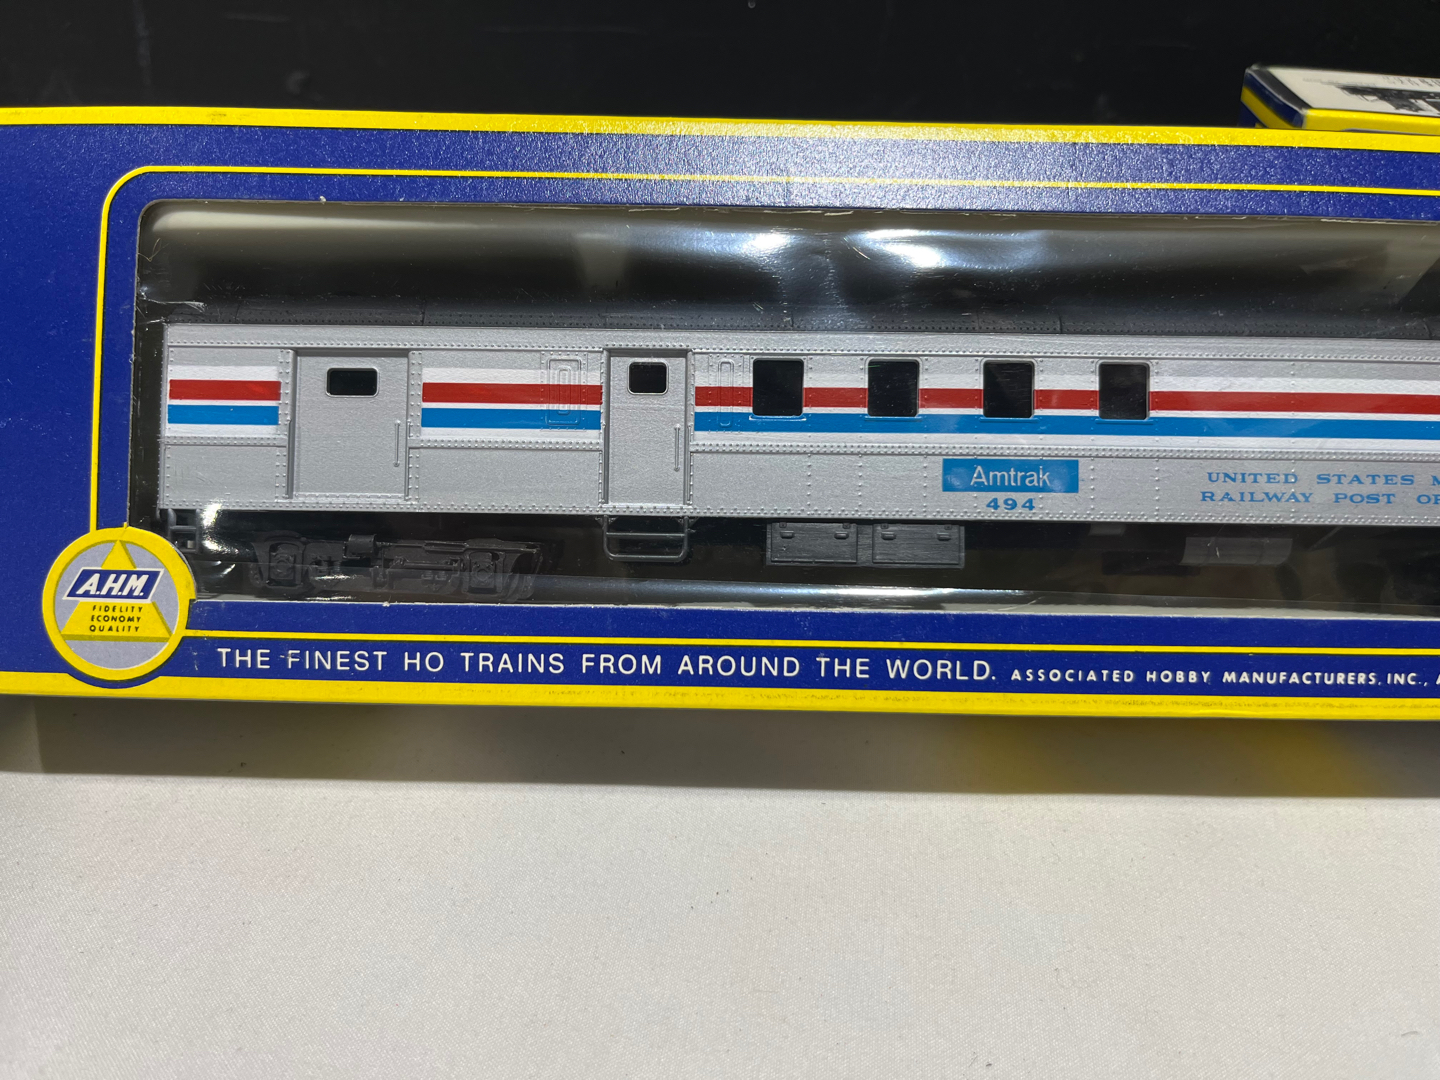 Amtrak
494
UNITED STATES M
RAILWAY POST OF
A.H.M.
FIDELITY
ECONOMY
QUALITY
THE FINEST HO TRAINS FROM AROUND THE WORLD. ASSOCIATED HOBBY MANUFACTURERS, INC.,